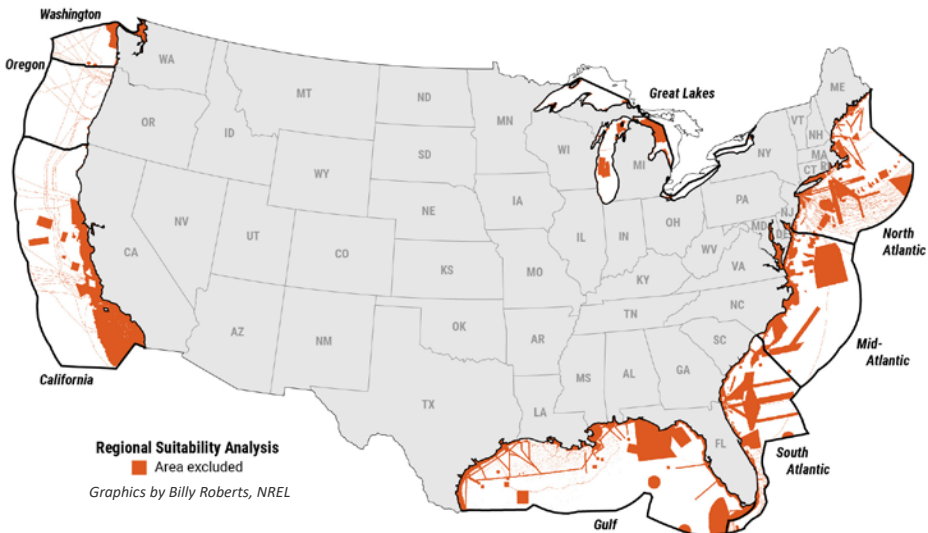 Washington
Oregon
WA
OR
ID
MT
ND
MN
SD
WY
NE
IA
WI
MI
Great Lakes
NY
VT
NH
ME
MA
CT
PA
NJ
MD
DE
North
Atlantic
CA
NV
UT
CO
KS
MO
IL
IN
OH
WV
VA
KY
TN
NC
Mid-
Atlantic
AZ
NM
OK
AR
SC
MS
AL
GA
TX
LA
FL
South
Atlantic
Gulf
California
Regional Suitability Analysis
Area excluded
Graphics by Billy Roberts, NREL